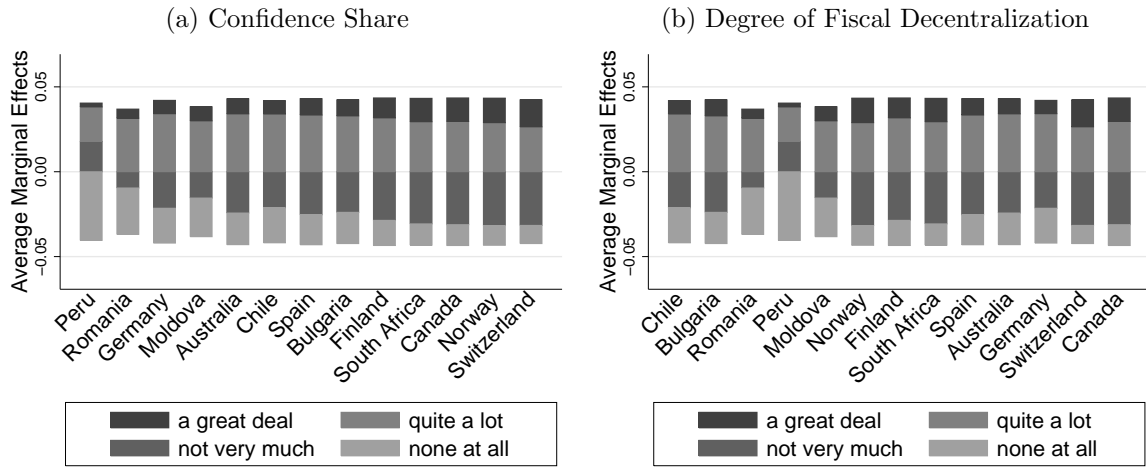 (a) Confidence Share
Average Marginal Effects
0.05
0.00
−0.05
Peru
Romania
Germany
Moldova
Australia
Chile
Spain
Bulgaria
Finland
South Africa
Canada
Norway
Switzerland
a great deal
quite a lot
not very much
none at all
(b) Degree of Fiscal Decentralization
Average Marginal Effects
0.05
0.00
−0.05
Chile
Bulgaria
Romania
Peru
Moldova
Norway
Finland
South Africa
Spain
Australia
Germany
Switzerland
Canada
a great deal
quite a lot
not very much
none at all